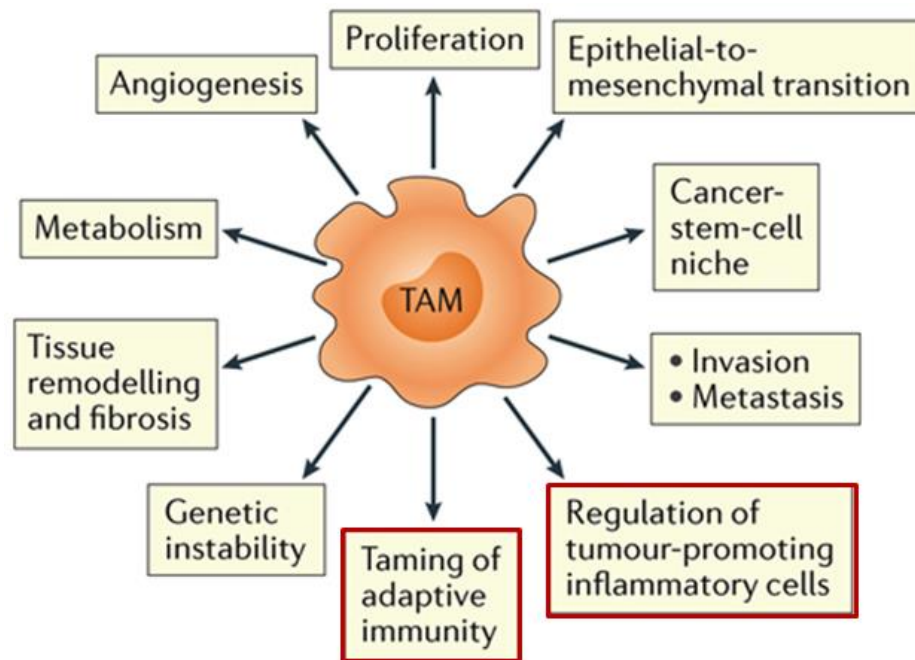 Proliferation
Epithelial-to-
mesenchymal transition
Angiogenesis
Cancer-
stem-cell
niche
Metabolism
TAM
Tissue
remodelling
and fibrosis
• Invasion
• Metastasis
Genetic
instability
Taming of
adaptive
immunity
Regulation of
tumour-promoting
inflammatory cells